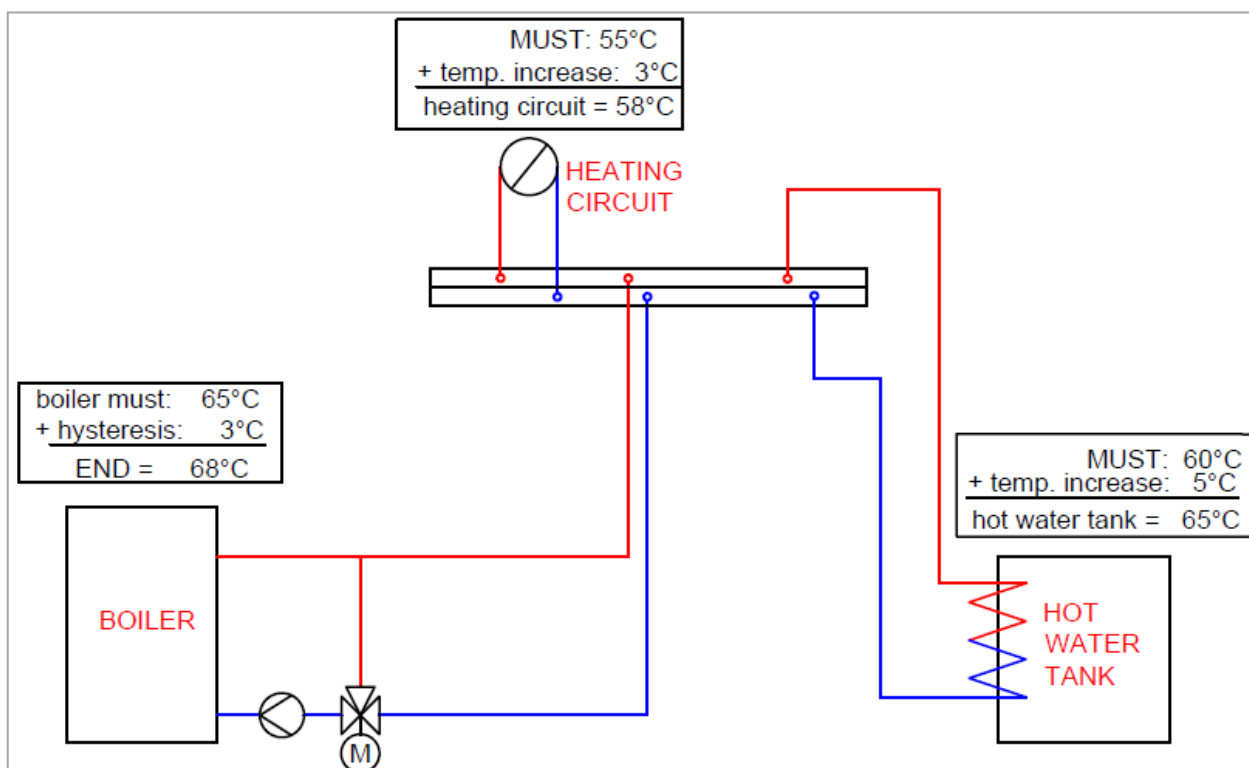 MUST: 55°C
+ temp. increase: 3°C
heating circuit = 58°C
HEATING
CIRCUIT
boiler must: 65°C
+ hysteresis: 3°C
END = 68°C
MUST: 60°C
+ temp. increase: 5°C
hot water tank = 65°C
BOILER
HOT
WATER
TANK
M